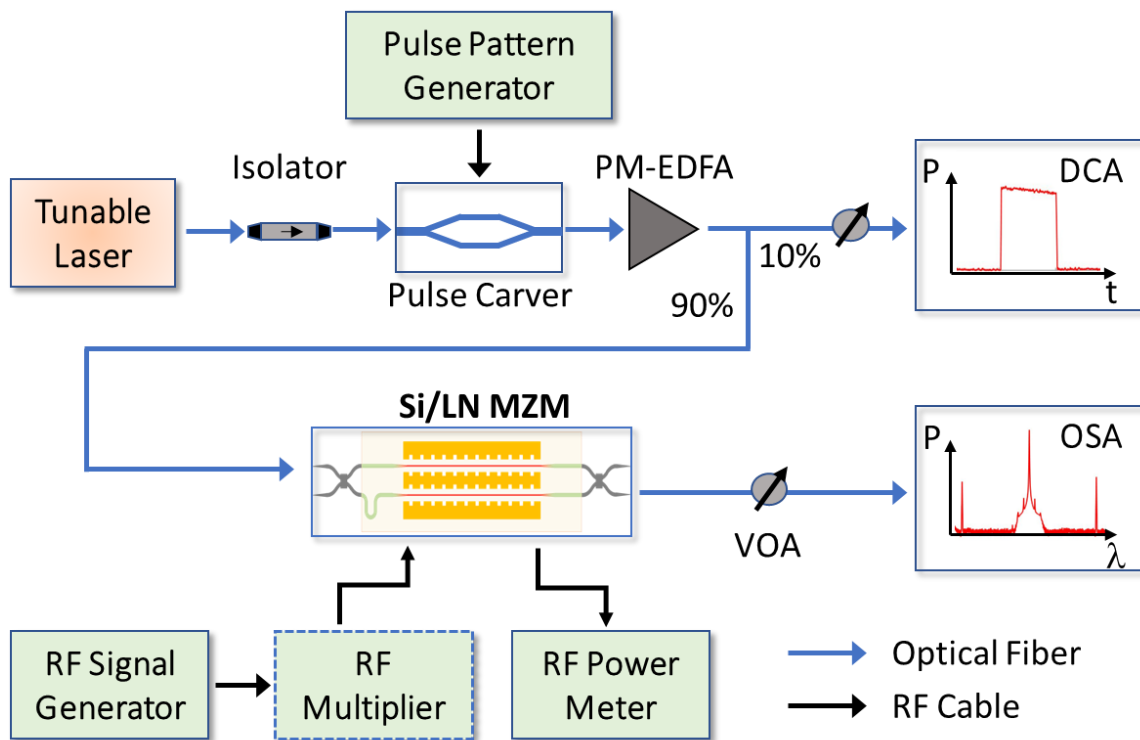 Pulse Pattern
Generator
Isolator
PM-EDFA
P
DCA
Tunable
Laser
10%
t
Pulse Carver
90%
Si/LN MZM
P
OSA
VOA
λ
RF Signal
Generator
RF
Multiplier
RF Power
Meter
Optical Fiber
RF Cable